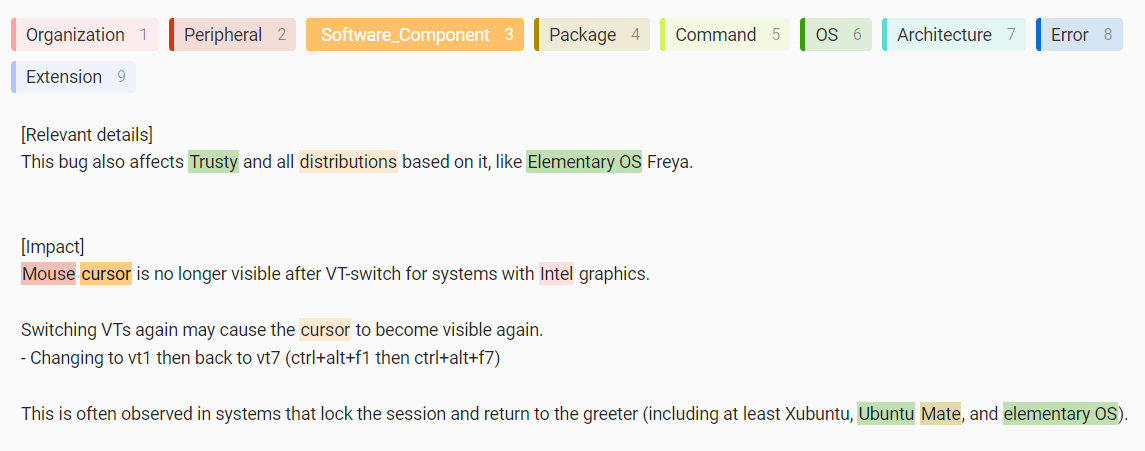 Organization 1 Peripheral 2 Software_Component 3 Package 4 Command 5 OS 6 Architecture 7 Error 8
Extension 9
[Relevant details]
This bug also affects Trusty and all distributions based on it, like Elementary OS Freya.
[Impact]
Mouse cursor is no longer visible after VT-switch for systems with Intel graphics.
Switching VTs again may cause the cursor to become visible again.
- Changing to vt1 then back to vt7 (ctrl+alt+f1 then ctrl+alt+f7)
This is often observed in systems that lock the session and return to the greeter (including at least Xubuntu, Ubuntu Mate, and elementary OS).